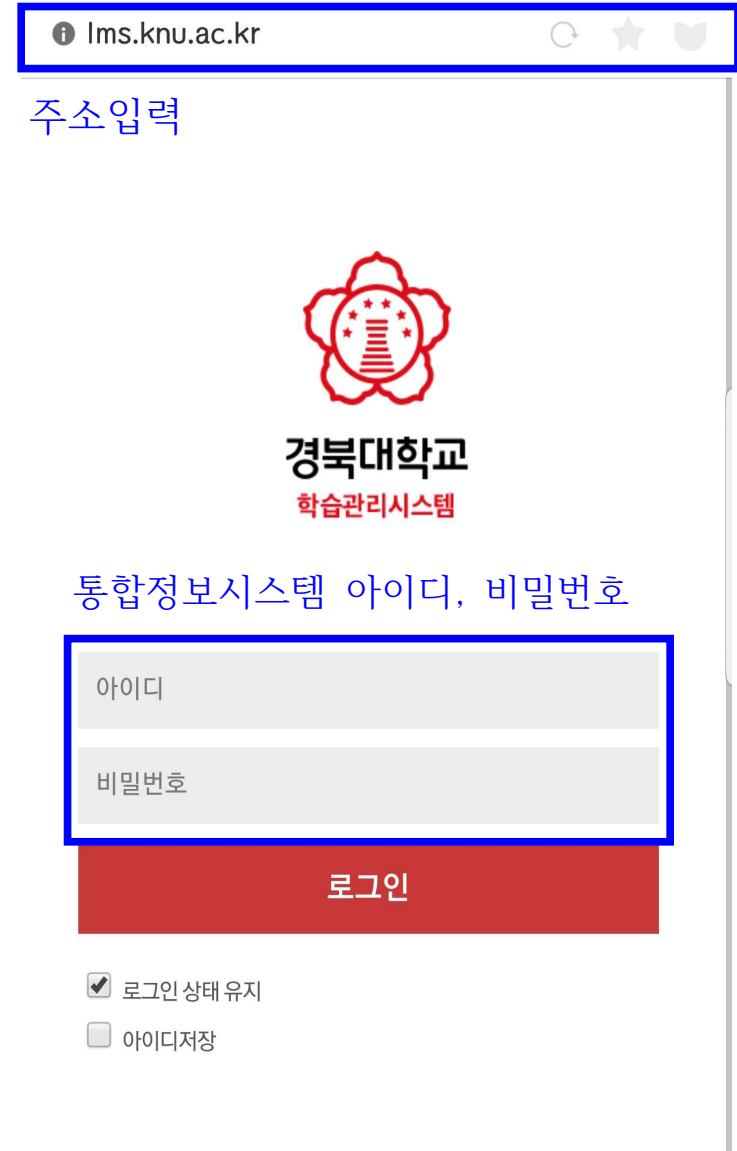 lms.knu.ac.kr
주소입력
경북대학교
학습관리시스템
통합정보시스템 아이디, 비밀번호
아이디
비밀번호
로그인
로그인 상태 유지
아이디저장